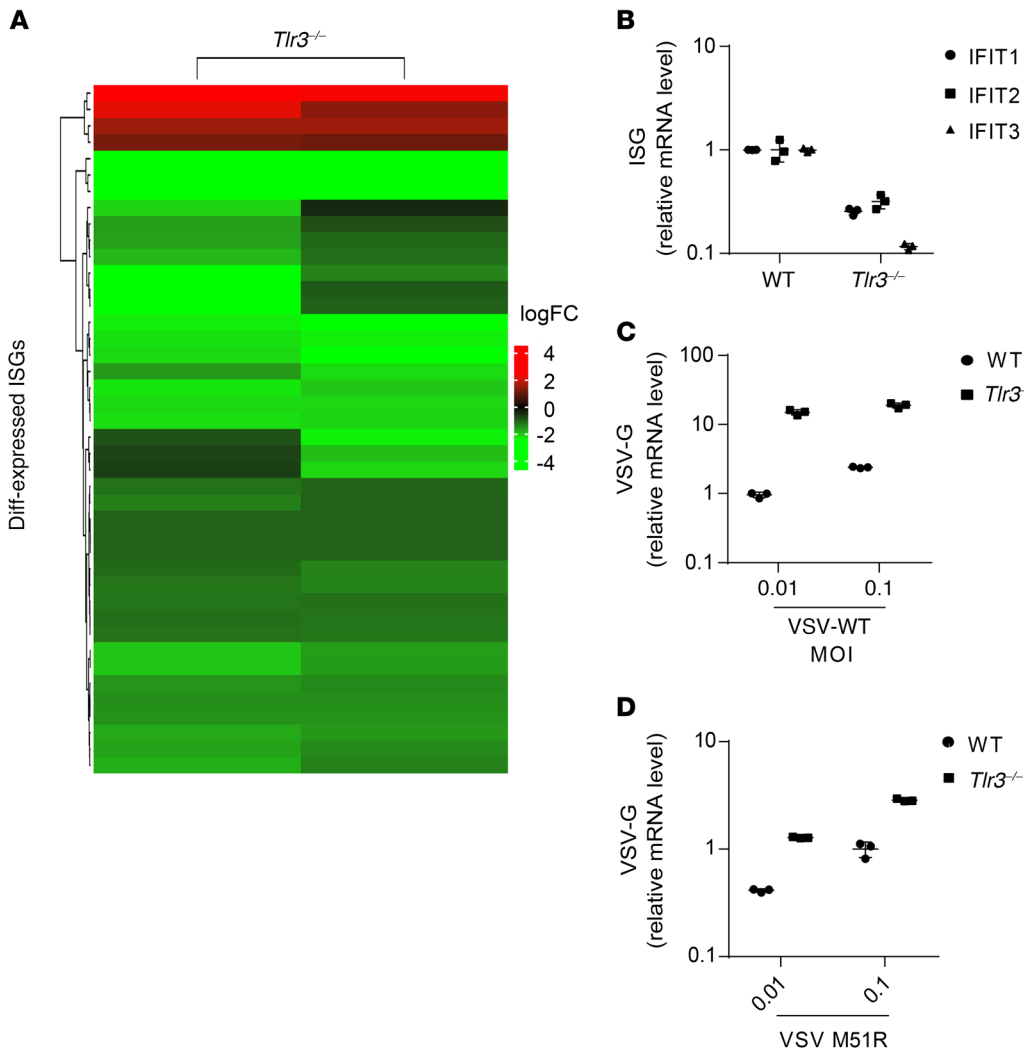 A
Tlr3–/–
Diff-expressed ISGs
logFC
4
2
0
-2
-4
B
ISG
(relative mRNA level)
10
1
0.1
WT
Tlr3–/–
IFIT1
IFIT2
IFIT3
C
VSV-G
(relative mRNA level)
100
10
1
0.1
0.01
0.1
VSV-WT
MOI
WT
Tlr3-
D
VSV-G
(relative mRNA level)
10
1
0.1
0.01
0.1
VSV M51R
WT
Tlr3–/–